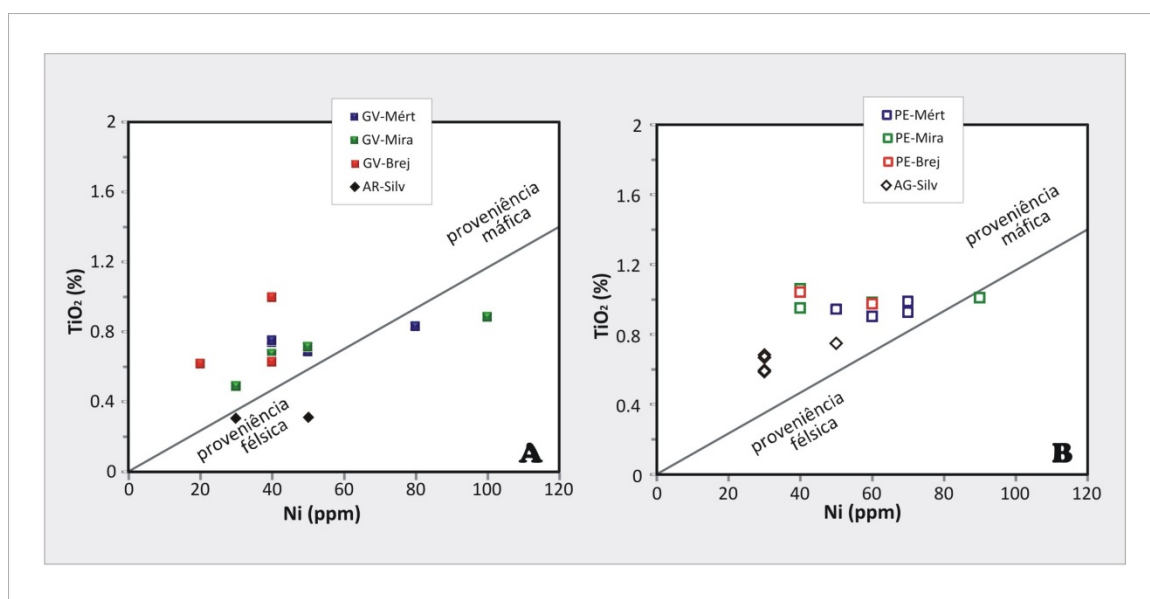 GV-Mért
GV-Mira
GV-Brej
AR-Silv
2
1.6
1.2
0.8
0.4
0
TiO₂ (%)
proveniência
máfica
proveniência
félsica
A
0 20 40 60 80 100 120
Ni (ppm)
PE-Mért
PE-Mira
PE-Brej
AG-Silv
2
1.6
1.2
0.8
0.4
0
TiO₂ (%)
proveniência
máfica
proveniência
félsica
B
0 20 40 60 80 100 120
Ni (ppm)